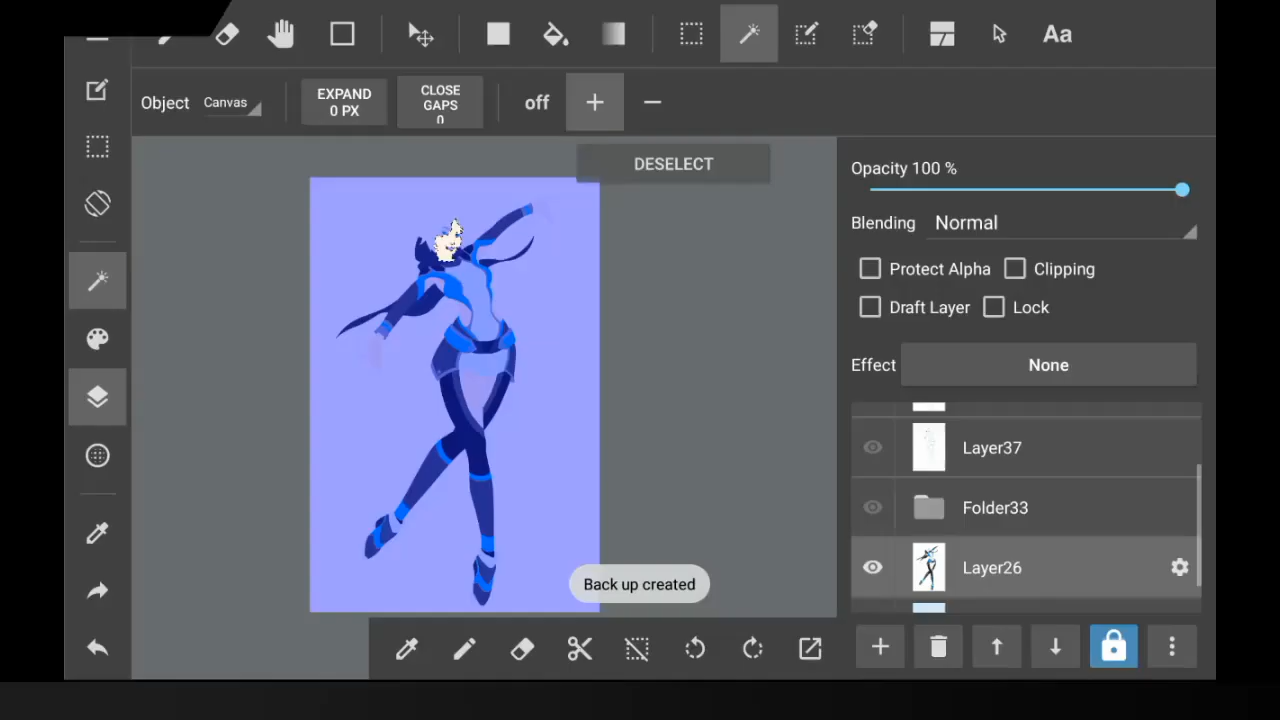 Aa
Object Canvas EXPAND 0 PX CLOSE GAPS 0 off
DESELECT
Opacity 100 %
Blending Normal
Protect Alpha Clipping
Draft Layer Lock
Effect None
Layer37
Folder33
Layer26
Back up created